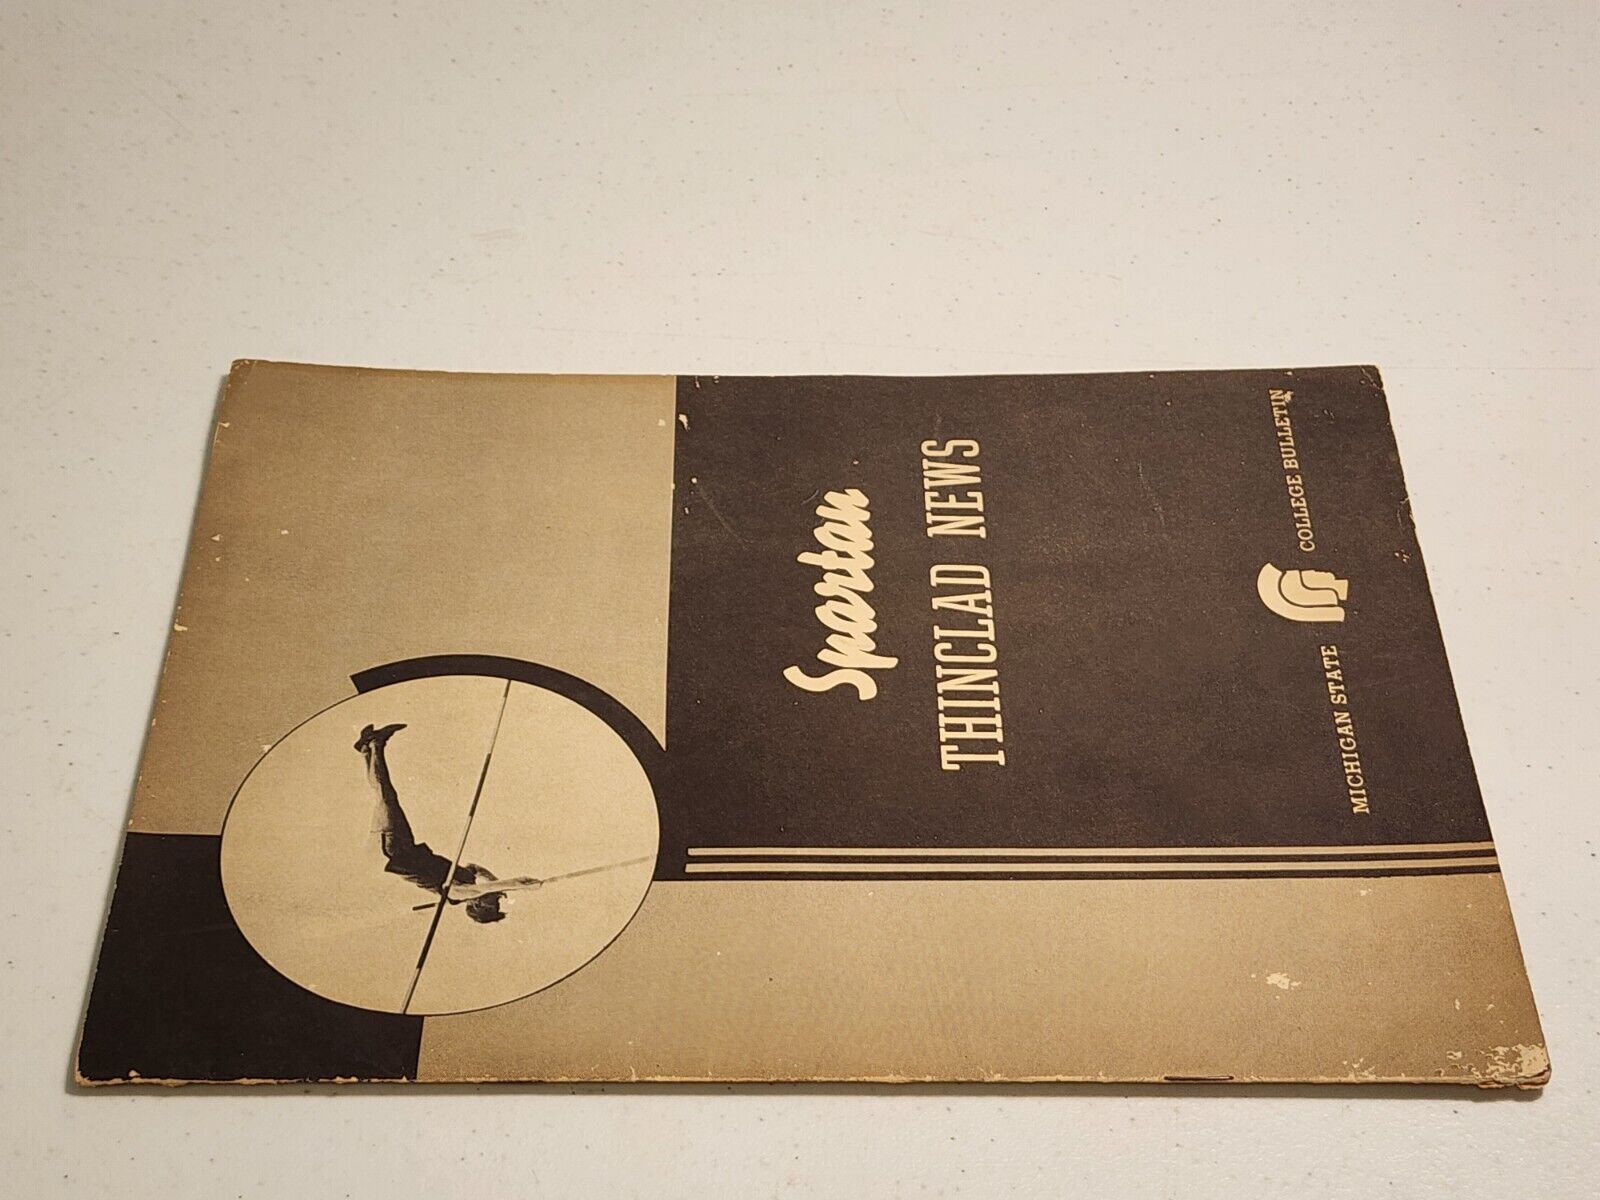 Spartan
THINCLAD NEWS
MICHIGAN STATE COLLEGE BULLETIN